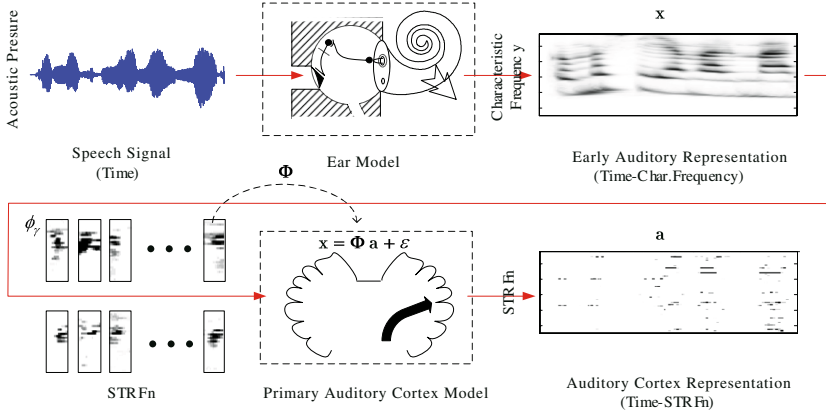 Acoustic Presure
Speech Signal
(Time)
Ear Model
Characteristic
Frequency
x
Early Auditory Representation
(Time-Char.Frequency)
ϕγ
Φ
STRFn
x = Φ a + ε
Primary Auditory Cortex Model
STRFn
a
Auditory Cortex Representation
(Time-STRFn)